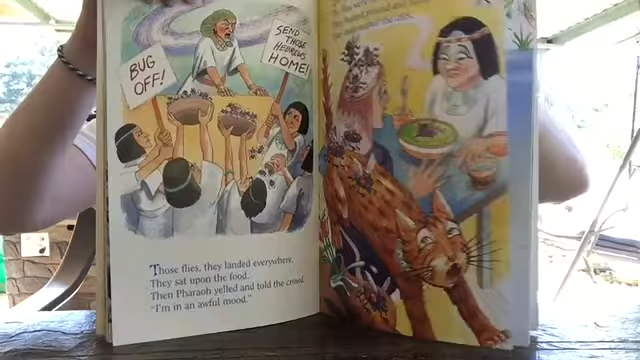 BUG
OFF!
SEND
THOSE
HEBREWS
HOME!
Those flies, they landed everywhere.
They sat upon the food.
Then Pharaoh yelled and told the crowd
"I'm in an awful mood."